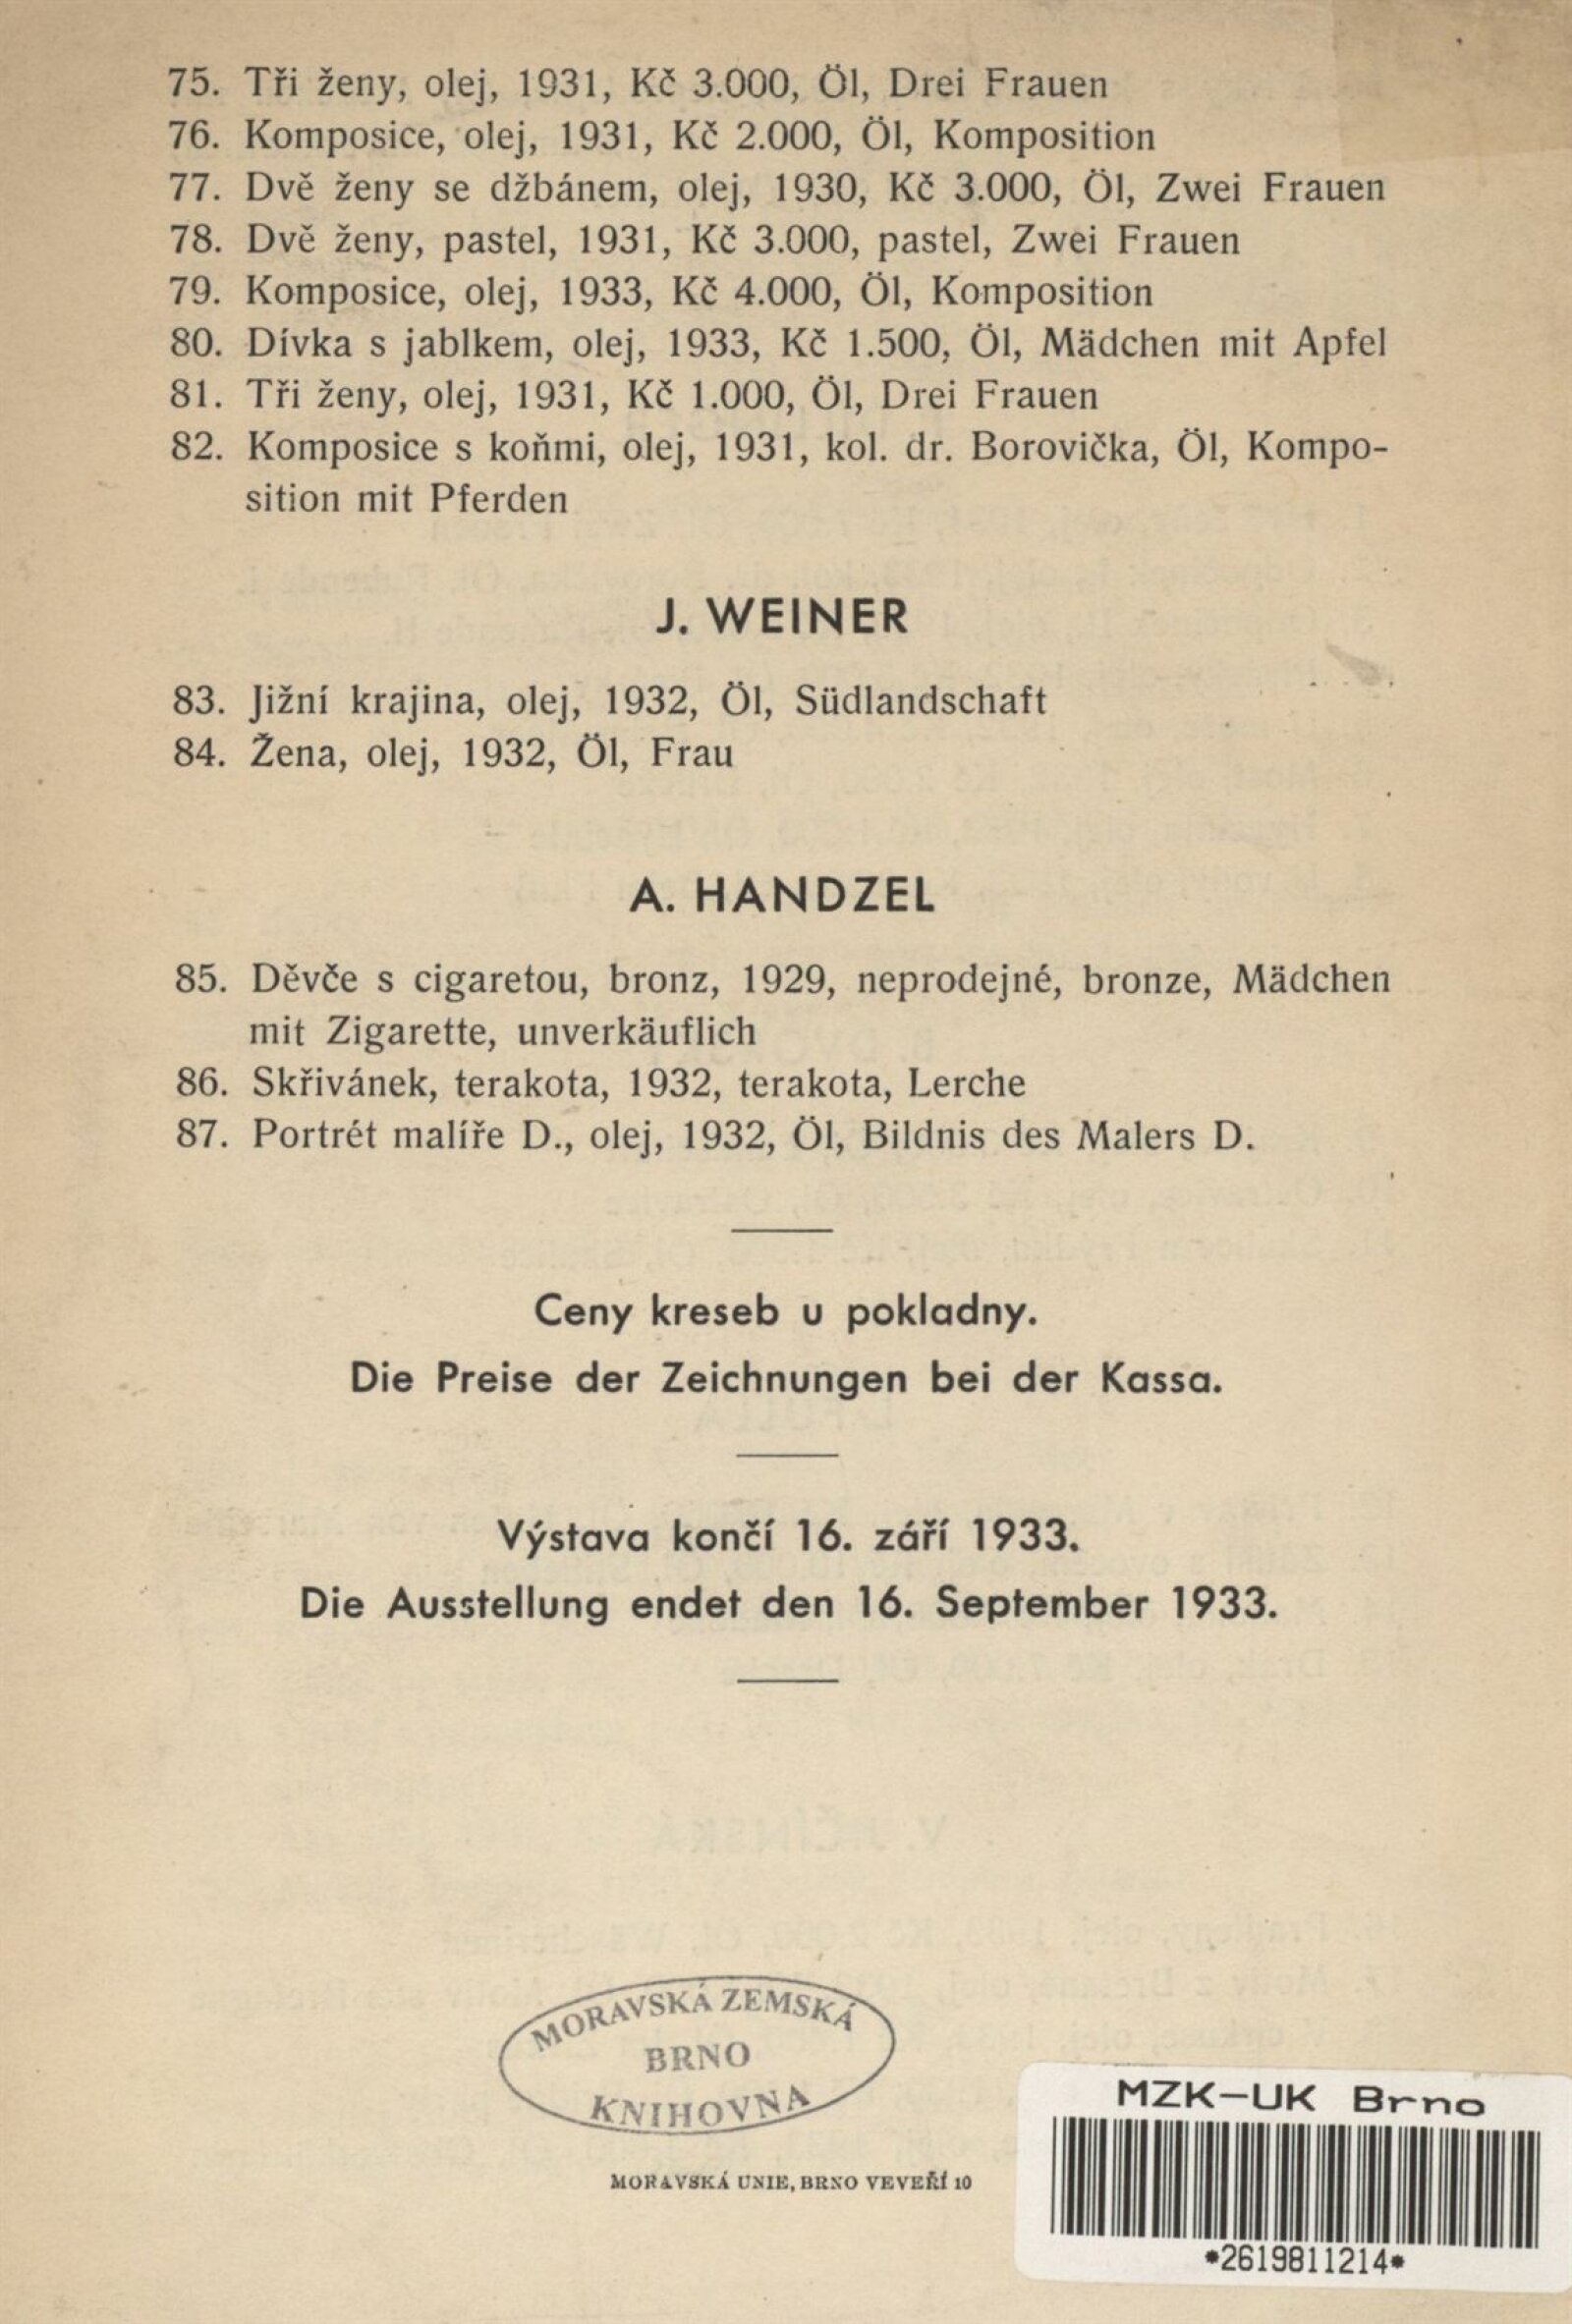 75. Tři ženy, olej, 1931, Kč 3.000, Öl, Drei Frauen
76. Komposice, olej, 1931, Kč 2.000, Öl, Komposition
77. Dvě ženy se džbánem, olej, 1930, Kč 3.000, Öl, Zwei Frauen
78. Dvě ženy, pastel, 1931, Kč 3.000, pastel, Zwei Frauen
79. Komposice, olej, 1933, Kč 4.000, Öl, Komposition
80. Dívka s jablkem, olej, 1933, Kč 1.500, Öl, Mädchen mit Apfel
81. Tři ženy, olej, 1931, Kč 1.000, Öl, Drei Frauen
82. Komposice s koňmi, olej, 1931, kol. dr. Borovička, Öl, Kompo-
sition mit Pferden
J. WEINER
83. Jižní krajina, olej, 1932, Öl, Südlandschaft
84. Žena, olej, 1932, Öl, Frau
A. HANDZEL
85. Děvče s cigaretou, bronz, 1929, neprodejné, bronze, Mädchen
mit Zigarette, unverkäuflich
86. Skřivánek, terakota, 1932, terakota, Lerche
87. Portrét malíře D., olej, 1932, Öl, Bildnis des Malers D.
Ceny kreseb u pokladny.
Die Preise der Zeichnungen bei der Kassa.
Výstava končí 16. září 1933.
Die Ausstellung endet den 16. September 1933.
MORAVSKÁ ZEMSKÁ
BRNO
KNIHOVNA
MORAVSKÁ UNIE, BRNO VEVEŘÍ 10
MZK-UK Brno
*2619811214*